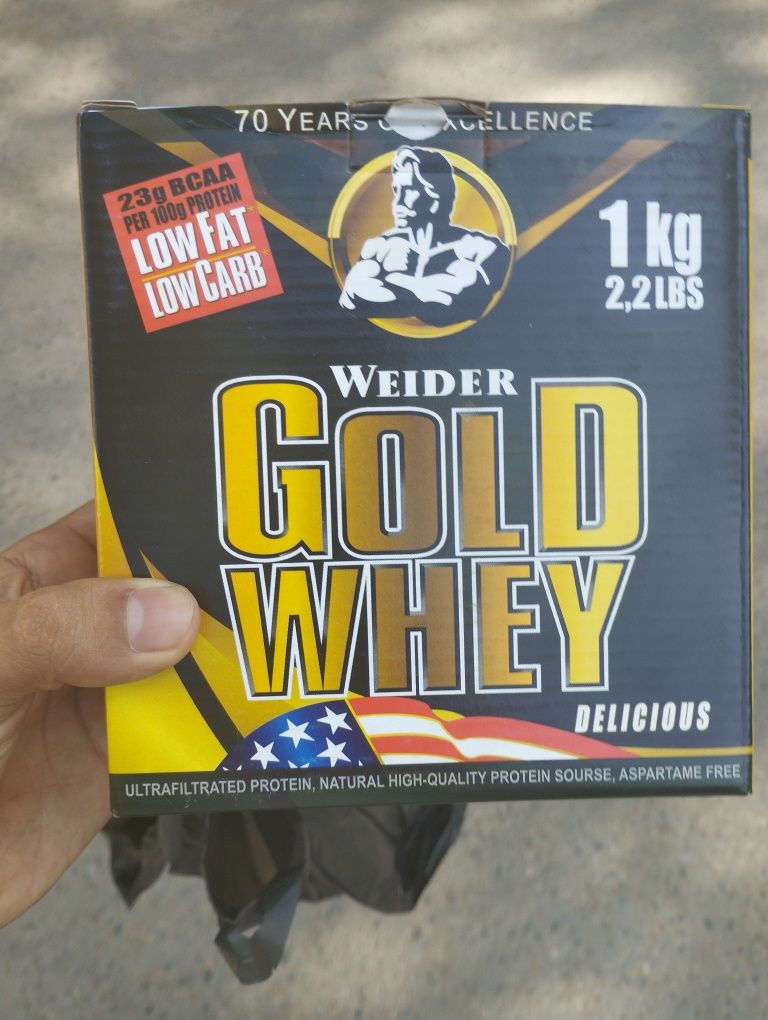 70 YEARS EXCELLENCE
23g BCAA
PER 100g PROTEIN
LOW FAT
LOW CARB
1 kg
2,2 LBS
WEIDER
GOLD
WHEY
DELICIOUS
ULTRAFILTRATED PROTEIN, NATURAL HIGH-QUALITY PROTEIN SOURSE, ASPARTAME FREE